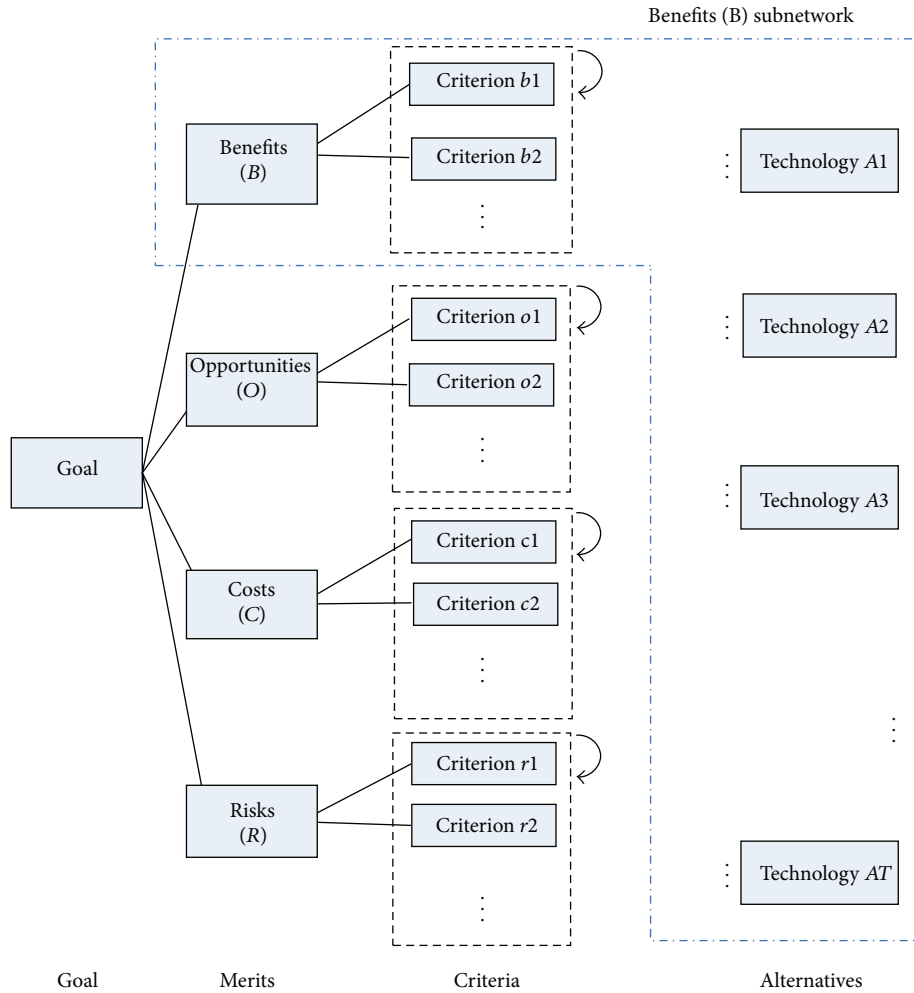 Benefits (B) subnetwork
Goal
Benefits
(B)
Opportunities
(O)
Costs
(C)
Risks
(R)
Criterion b1
Criterion b2
⋮
Criterion o1
Criterion o2
⋮
Criterion c1
Criterion c2
⋮
Criterion r1
Criterion r2
⋮
⋮ Technology A1
⋮ Technology A2
⋮ Technology A3
⋮
⋮ Technology AT
Goal
Merits
Criteria
Alternatives